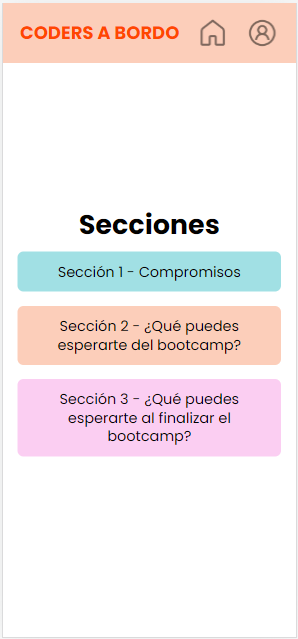 CODERS A BORDO
Secciones
Sección 1 - Compromisos
Sección 2 - ¿Qué puedes
esperarte del bootcamp?
Sección 3 - ¿Qué puedes
esperarte al finalizar el
bootcamp?